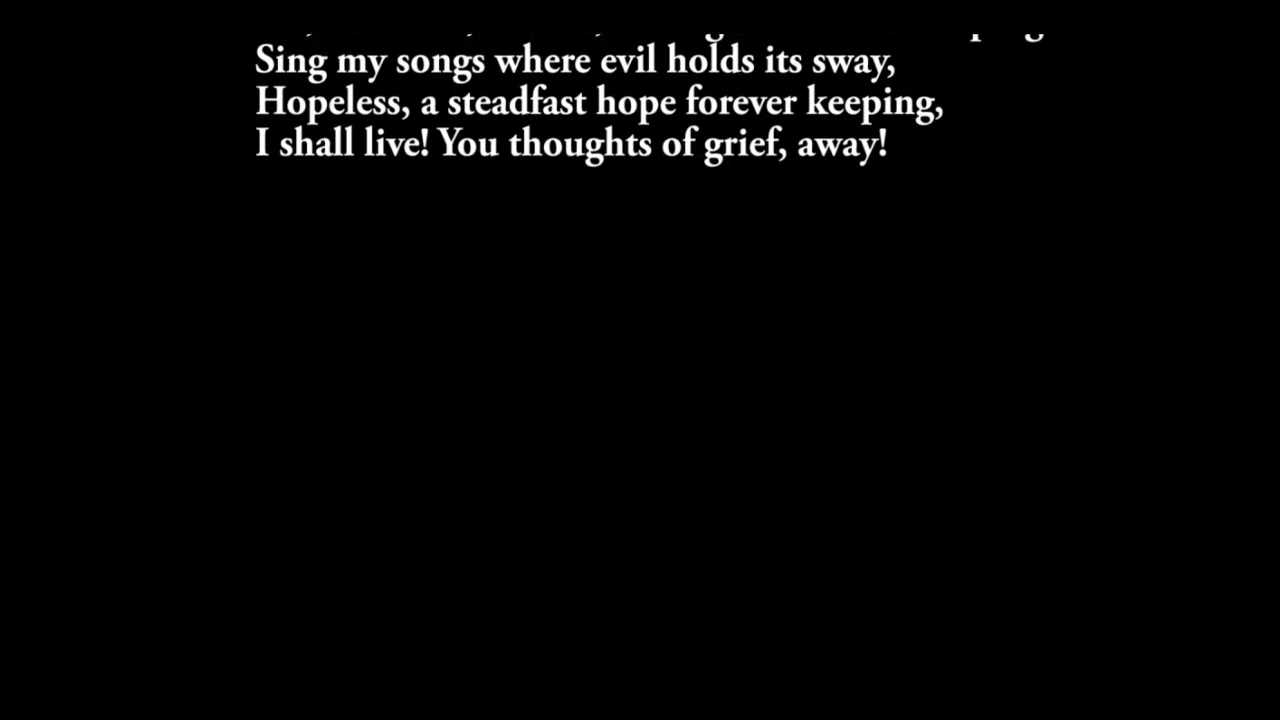 Sing my songs where evil holds its sway,
Hopeless, a steadfast hope forever keeping,
I shall live! You thoughts of grief, away!